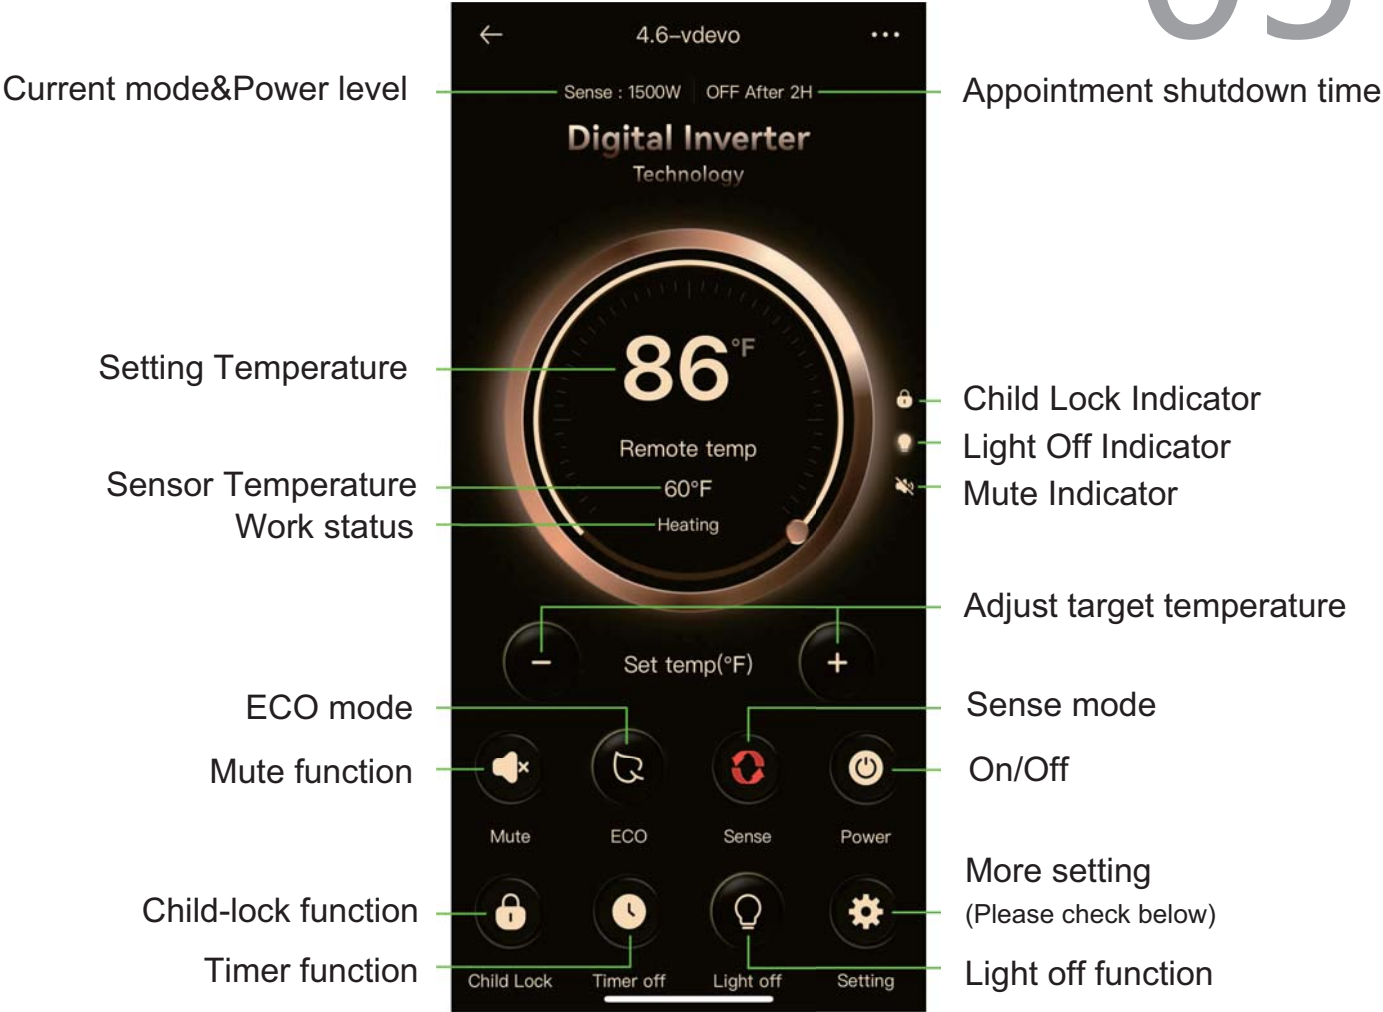 03
4.6-vdevo
Current mode&Power level
Sense : 1500W
OFF After 2H
Appointment shutdown time
Digital Inverter
Technology
86°F
Setting Temperature
Child Lock Indicator
Remote temp
Light Off Indicator
Sensor Temperature
60°F
Mute Indicator
Work status
Heating
Adjust target temperature
−
Set temp(°F)
+
ECO mode
Sense mode
Mute function
On/Off
Mute
ECO
Sense
Power
More setting
(Please check below)
Child-lock function
Timer function
Light off function
Child Lock
Timer off
Light off
Setting